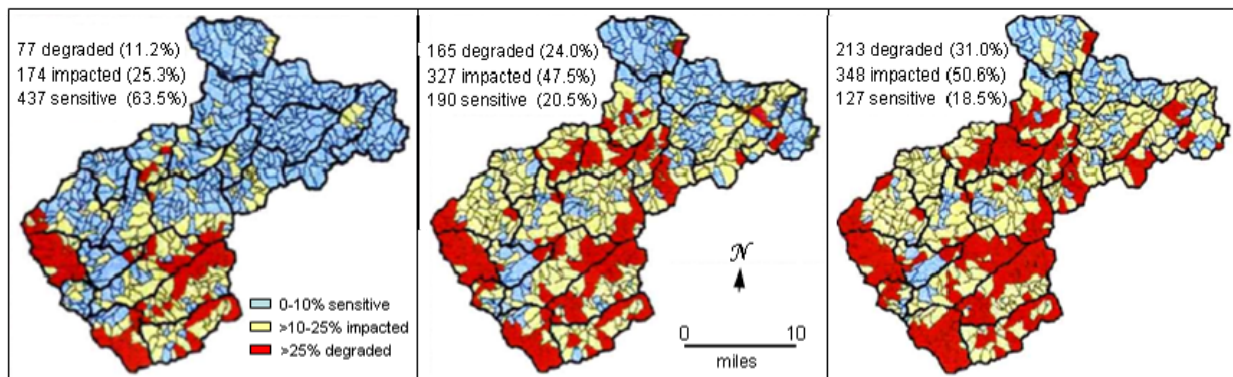 77 degraded (11.2%)
174 impacted (25.3%)
437 sensitive (63.5%)
0-10% sensitive
>10-25% impacted
>25% degraded
165 degraded (24.0%)
327 impacted (47.5%)
190 sensitive (20.5%)
N
0 10
miles
213 degraded (31.0%)
348 impacted (50.6%)
127 sensitive (18.5%)